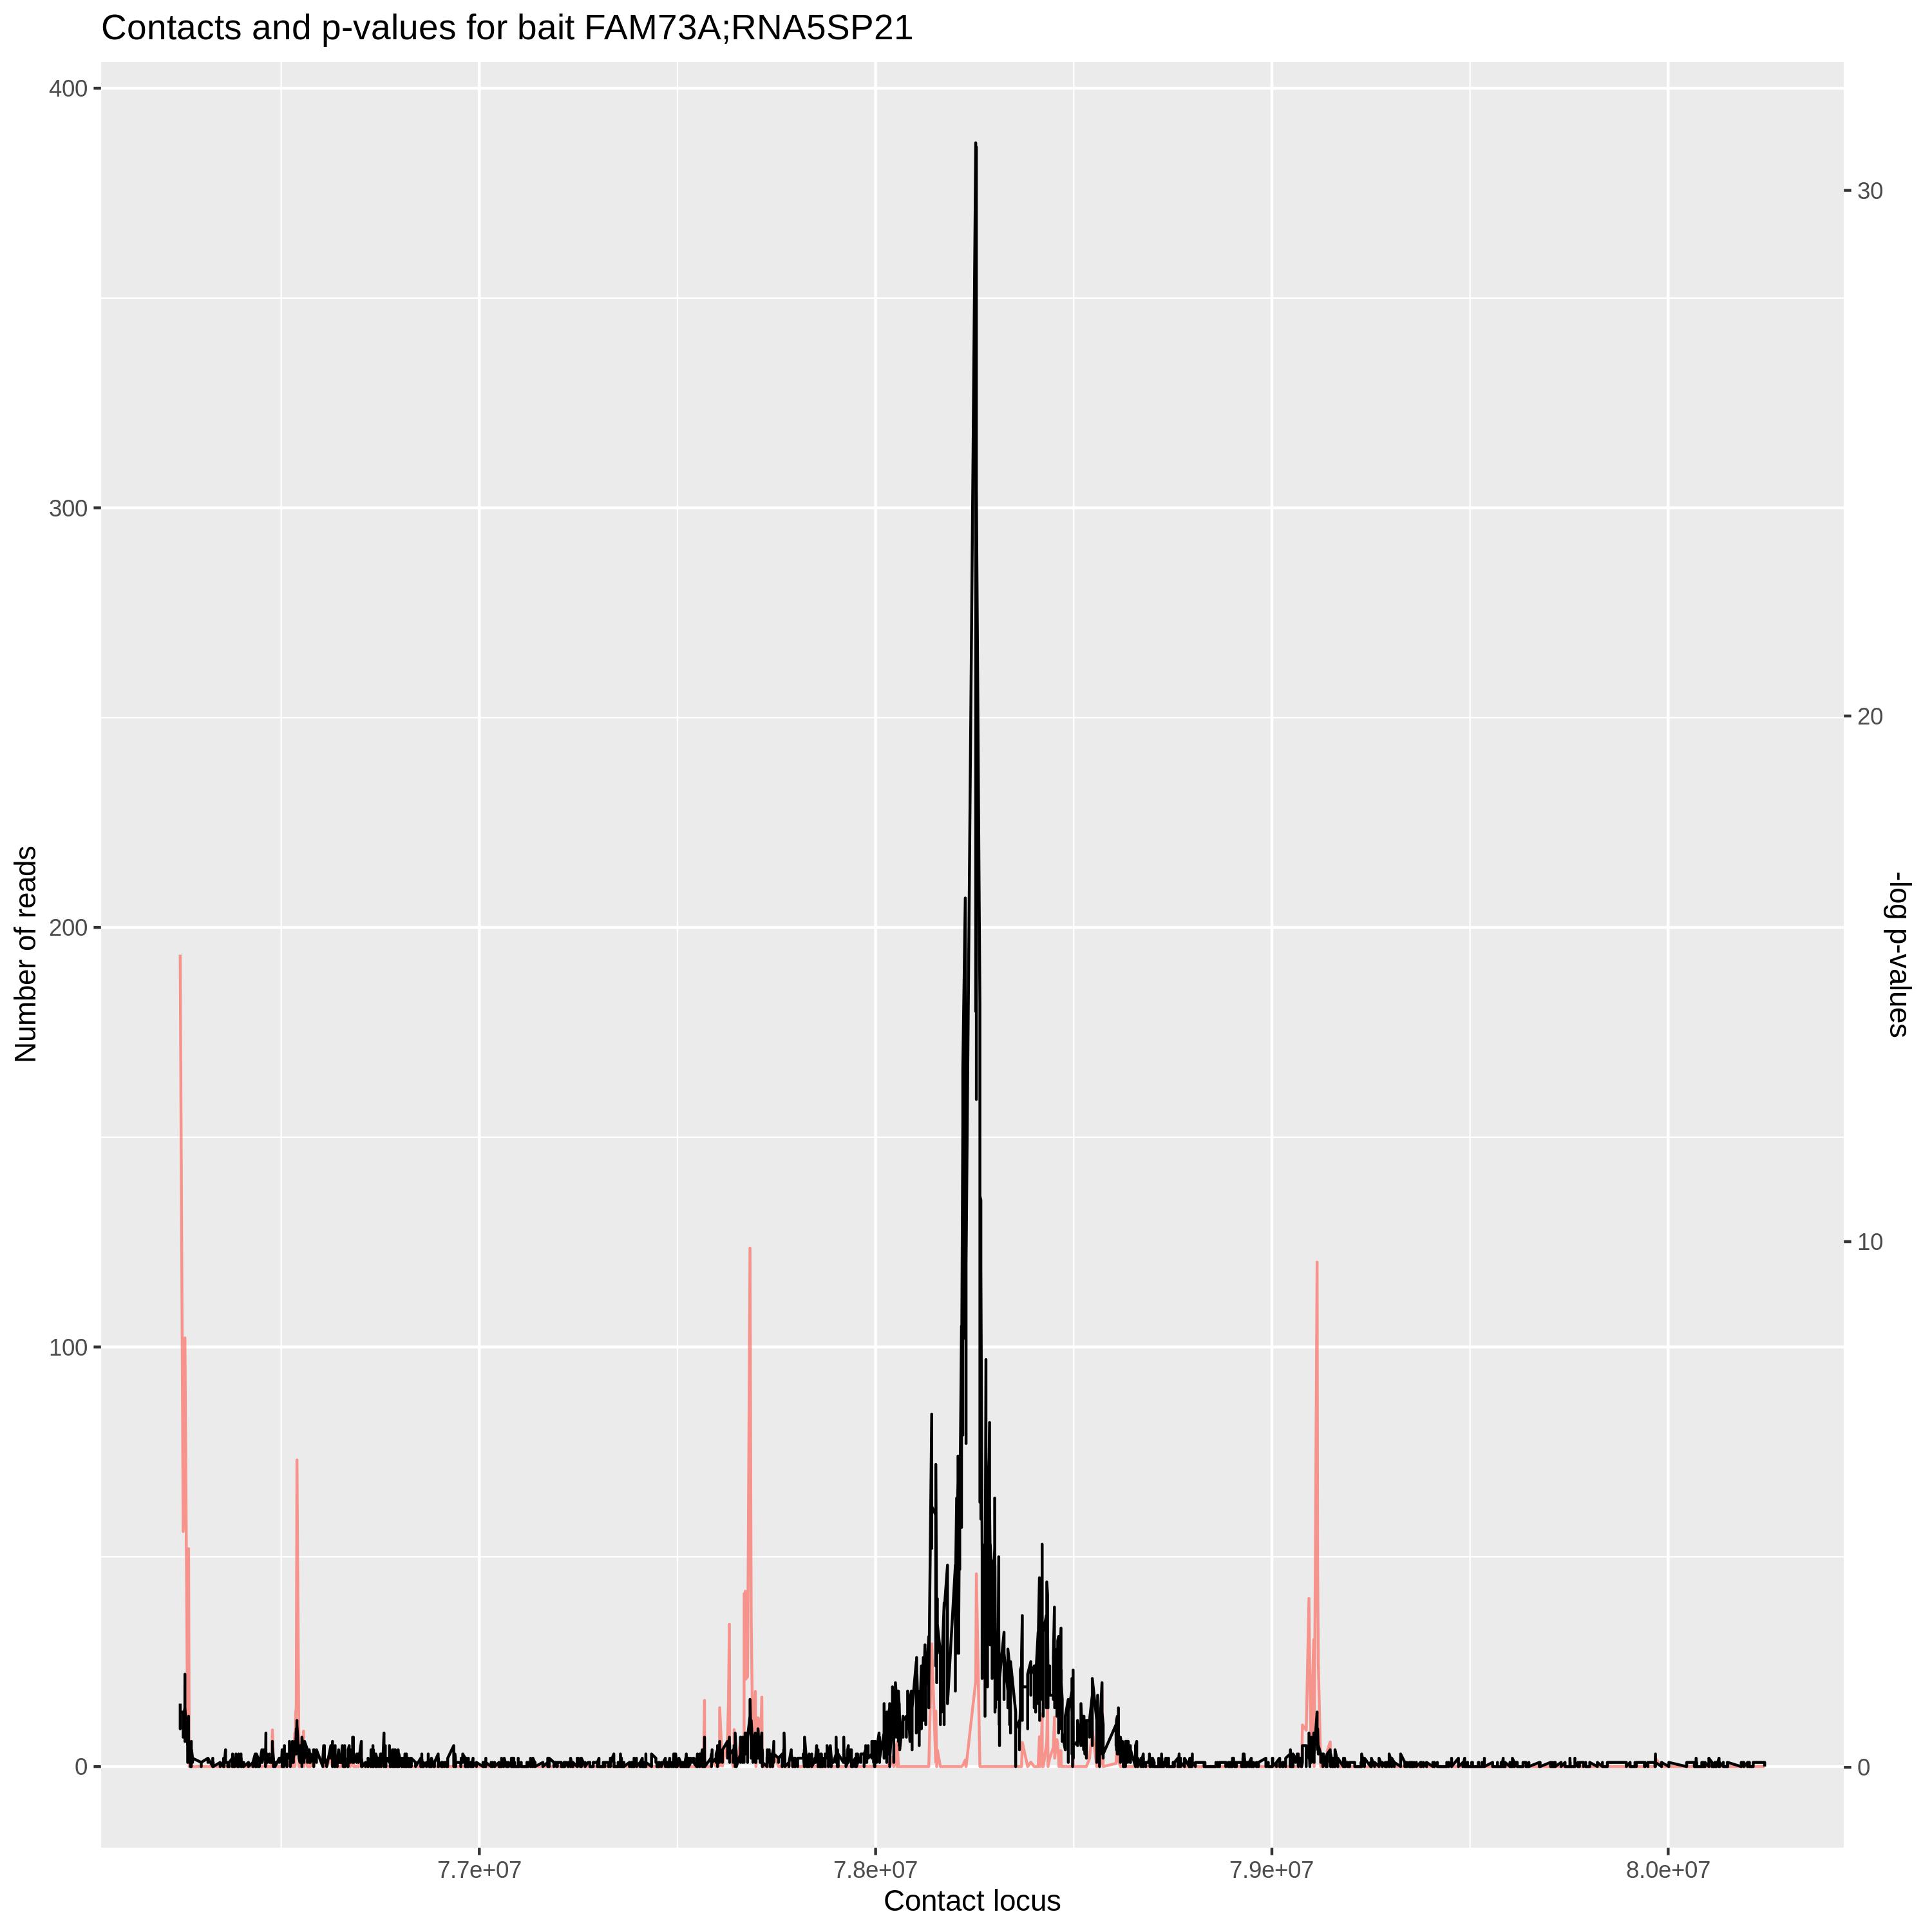 Contacts and p-values for bait FAM73A;RNA5SP21
400
300
200
100
0
Number of reads
30
20
10
0
-log p-values
7.7e+07
7.8e+07
7.9e+07
8.0e+07
Contact locus